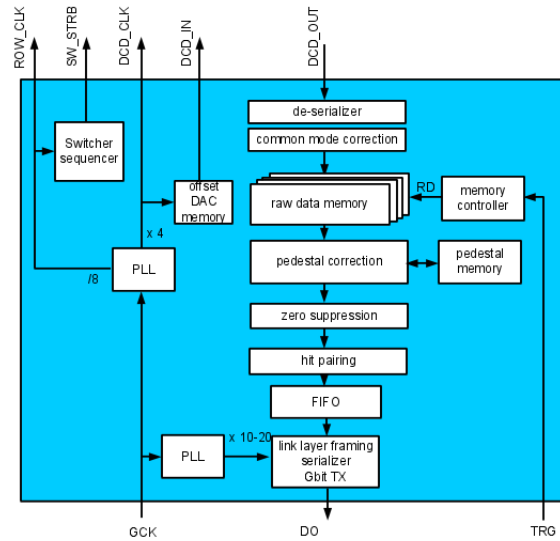 ROW_CLK
SW_STRB
DCD_CLK
DCD_IN
DCD_OUT
de-serializer
common mode correction
Switcher
sequencer
offset
DAC
memory
raw data memory
RD
memory
controller
x 4
PLL
/8
pedestal correction
pedestal
memory
zero suppression
hit pairing
FIFO
PLL
x 10-20
link layer framing
serializer
Gbit TX
GCK
DO
TRG